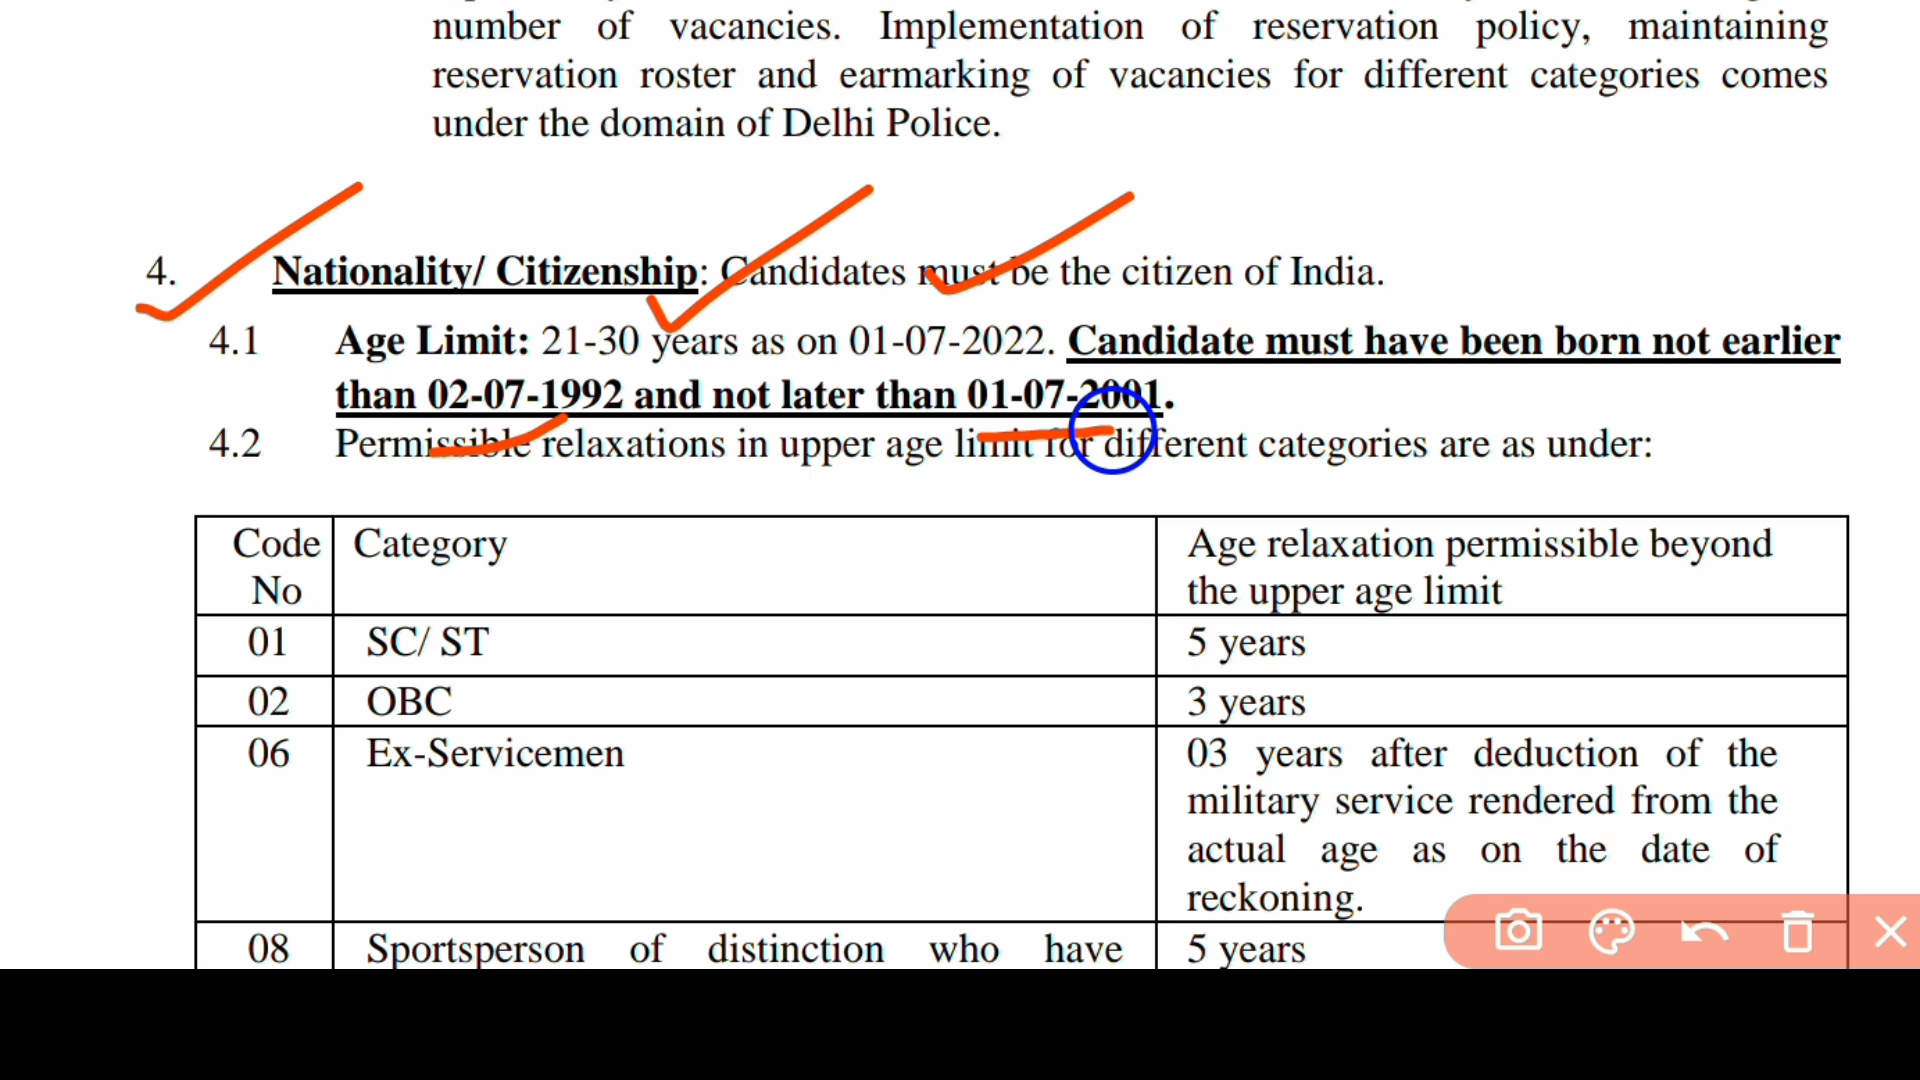 number of vacancies. Implementation of reservation policy, maintaining
reservation roster and earmarking of vacancies for different categories comes
under the domain of Delhi Police.
4. Nationality/ Citizenship: Candidates must be the citizen of India.
4.1 Age Limit: 21-30 years as on 01-07-2022. Candidate must have been born not earlier
than 02-07-1992 and not later than 01-07-2001.
4.2 Permissible relaxations in upper age limit for different categories are as under:
Code Category Age relaxation permissible beyond
No the upper age limit
01 SC/ ST 5 years
02 OBC 3 years
06 Ex-Servicemen 03 years after deduction of the
military service rendered from the
actual age as on the date of
reckoning.
08 Sportsperson of distinction who have 5 years